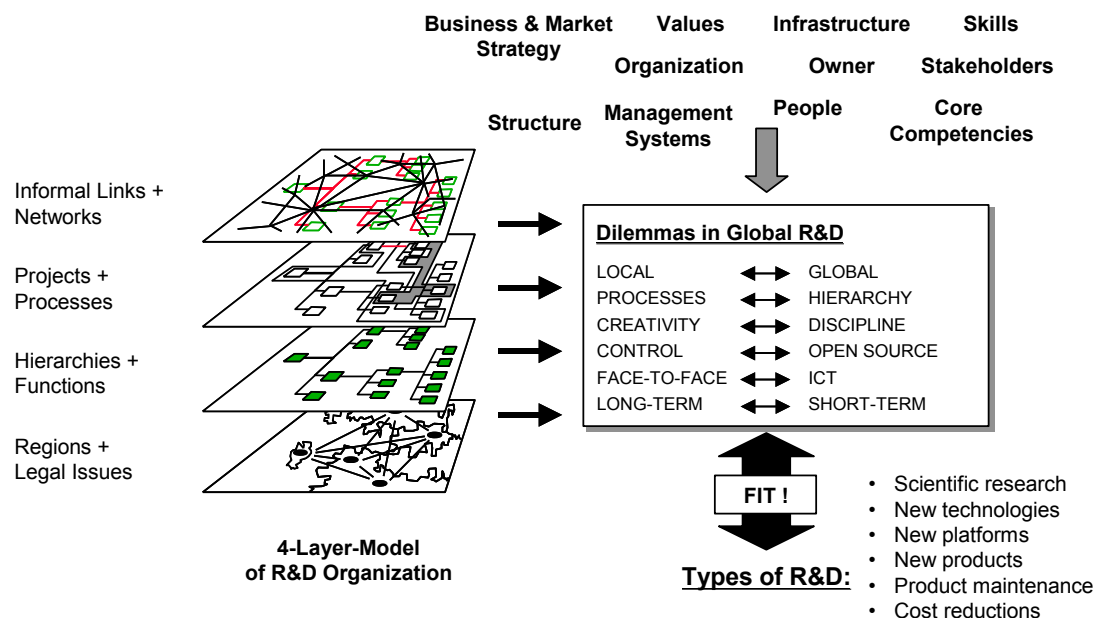 Business & Market
Strategy
Values
Infrastructure
Skills
Organization
Owner
Stakeholders
Structure
Management
Systems
People
Core
Competencies
Informal Links +
Networks
Projects +
Processes
Hierarchies +
Functions
Regions +
Legal Issues
4-Layer-Model
of R&D Organization
Dilemmas in Global R&D
LOCAL GLOBAL
PROCESSES HIERARCHY
CREATIVITY DISCIPLINE
CONTROL OPEN SOURCE
FACE-TO-FACE ICT
LONG-TERM SHORT-TERM
FIT !
Types of R&D:
• Scientific research
• New technologies
• New platforms
• New products
• Product maintenance
• Cost reductions